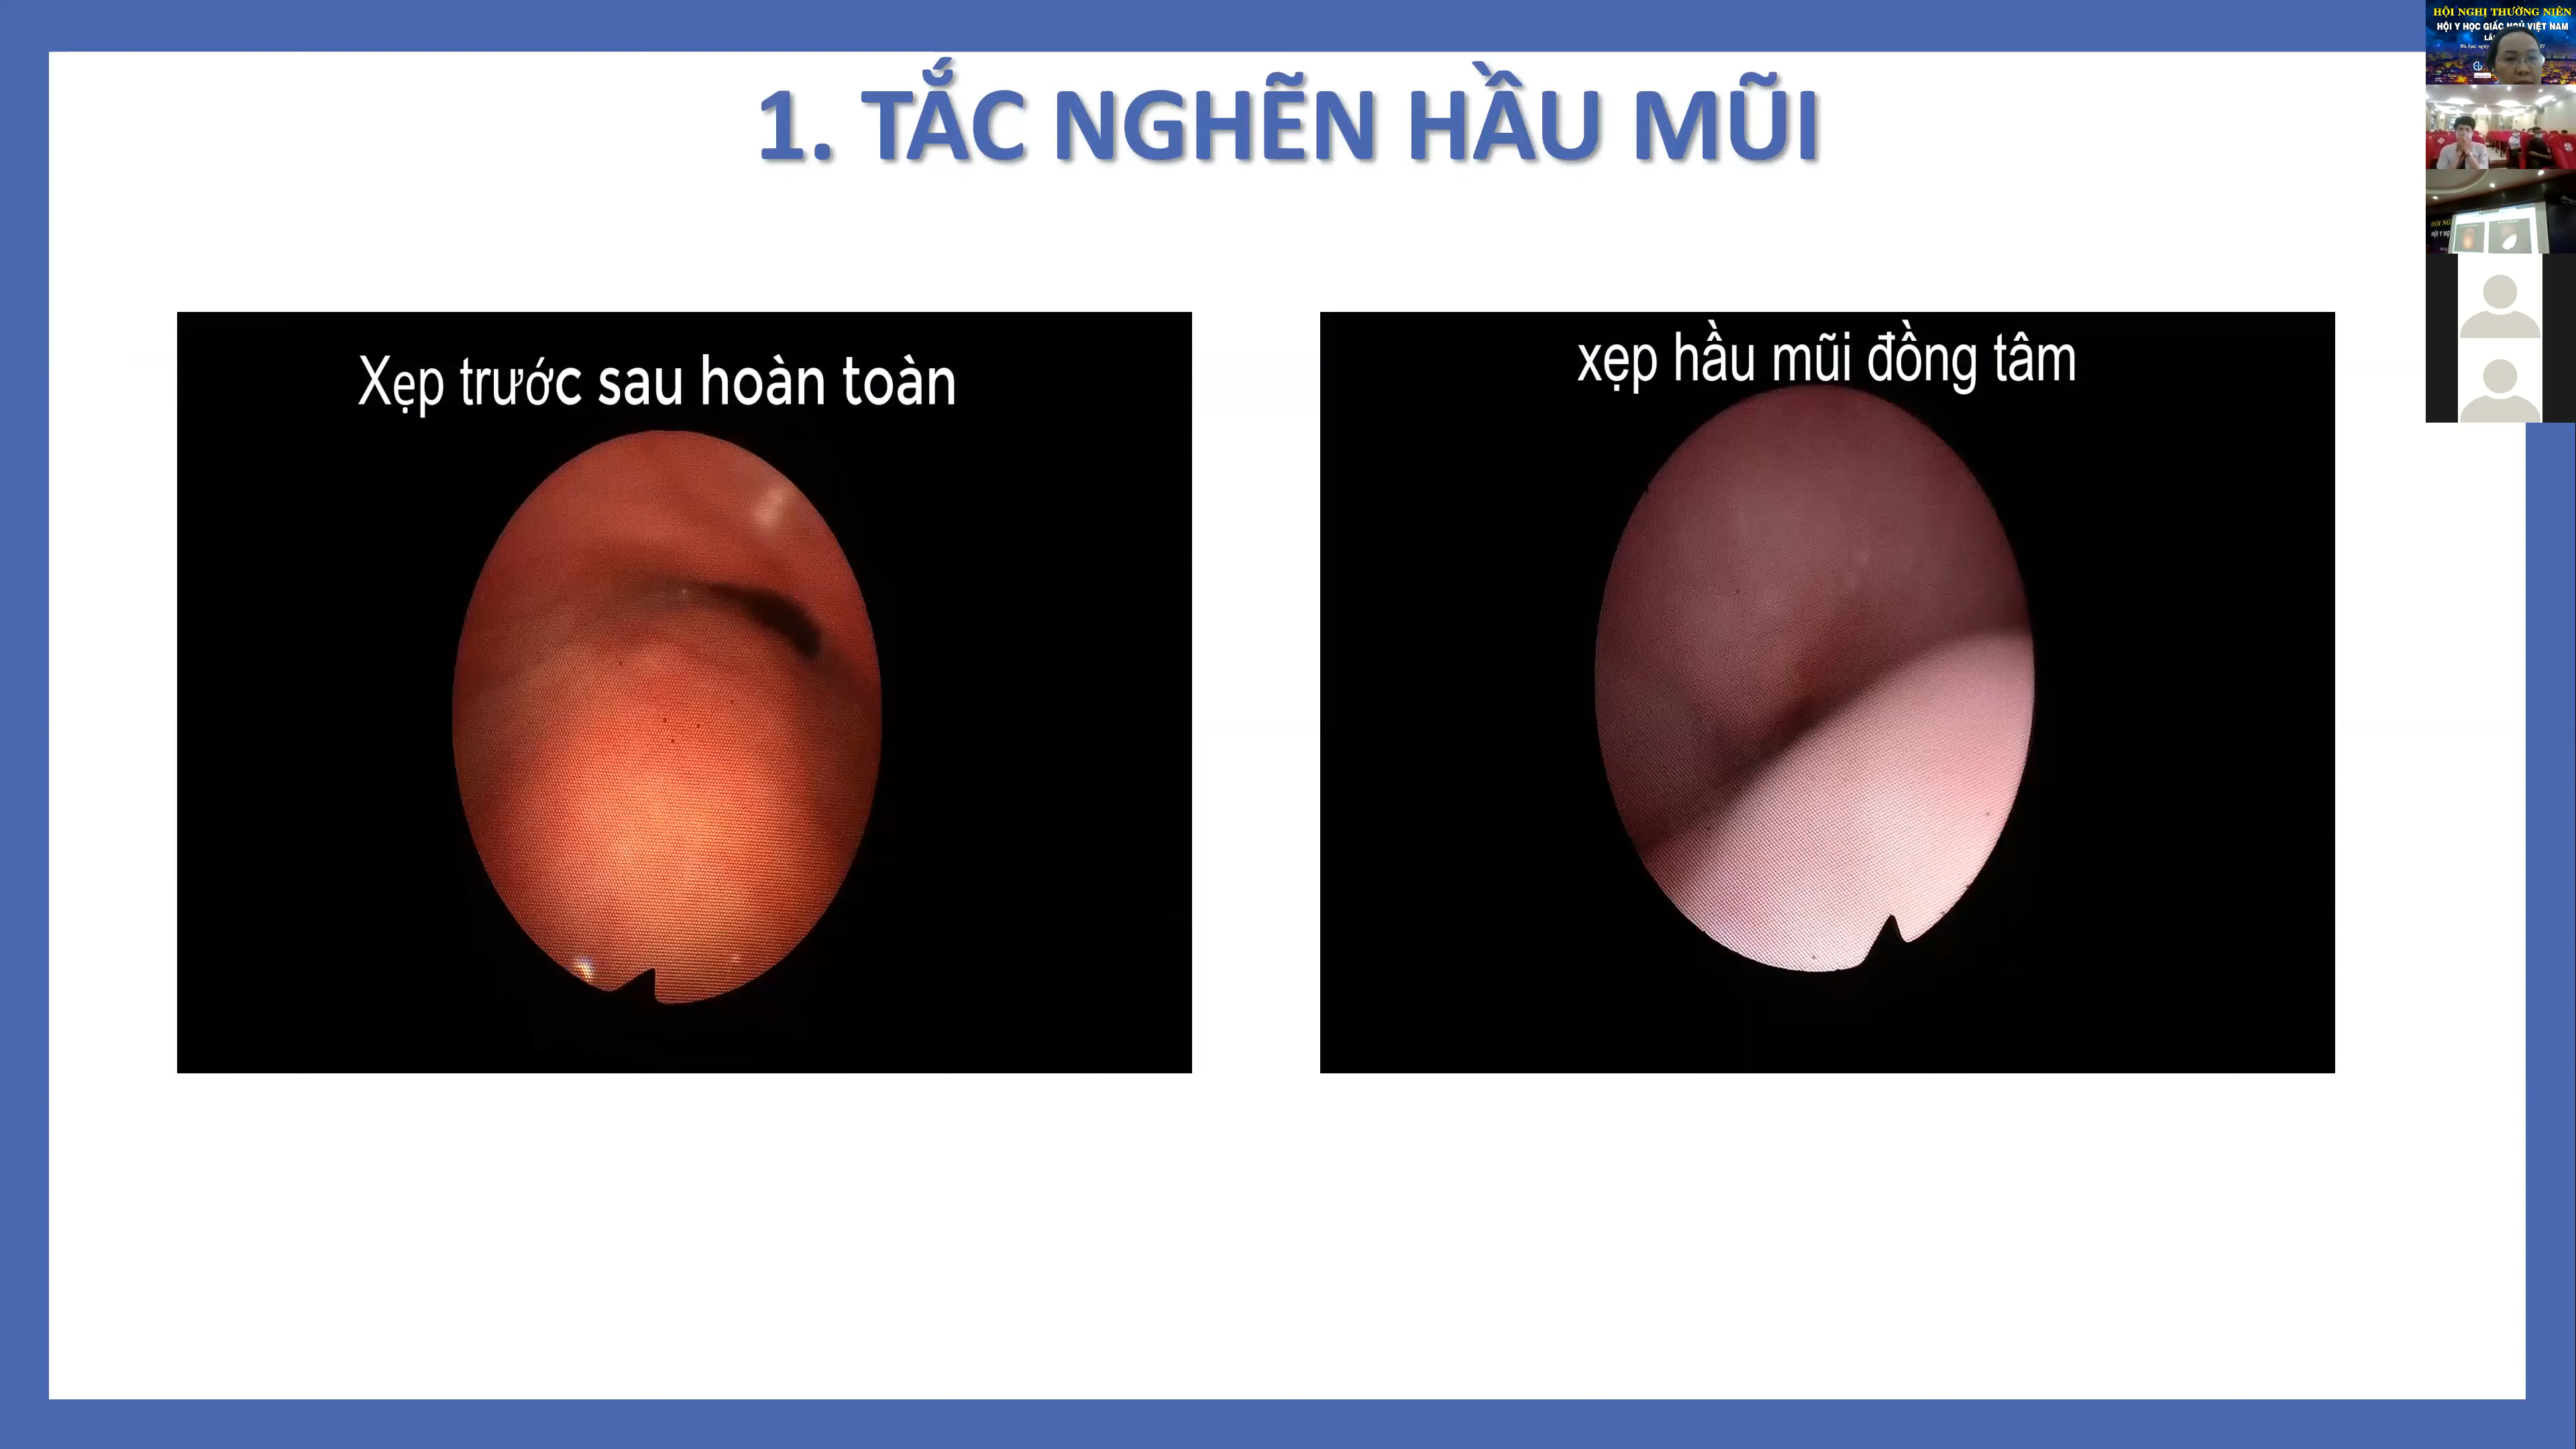 1. TẮC NGHẼN HẦU MŨI
Xẹp trước sau hoàn toàn
xẹp hầu mũi đồng tâm
HỘI NGHỊ THƯỜNG NIÊN
HỘI Y HỌC GIẤC NGỦ VIỆT NAM